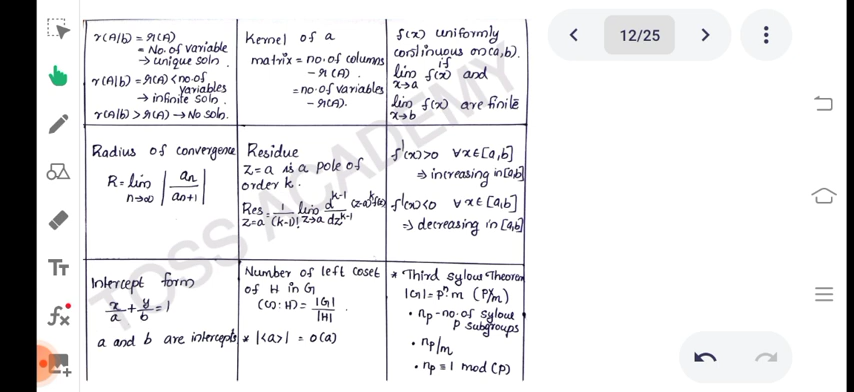 12/25
r(A/b) = r(A)
= No. of variable
→ unique soln.
r(A|b) = r(A) < no. of
variables
→ infinite soln.
r(A|b) > r(A) → No soln.
Kernel of a
matrix = no. of columns
- r(A)
= no. of variables
- r(A).
f(x) uniformly
continuous on (a,b).
if
lim x→a f(x) and
lim x→b f(x) are finite
Radius of convergence
R = lim n→∞ |an/an+1|
Residue
z=a is a pole of
order k.
Res z=a = 1/(k-1)! lim z→a d^k-1/dz^k-1 (z-a)^k f(z)
f'(x)>0 ∀x∈[a,b]
⇒ increasing in [a,b]
f'(x)<0 ∀x∈[a,b]
⇒ decreasing in [a,b]
Intercept form
x/a + y/b = 1
a and b are intercepts
Number of left coset
of H in G
(G:H) = |G|/|H|
* |<a>| = o(a)
* Third sylow Theorem
|G| = p^n m (p∤m)
• np - no. of sylow
p subgroups
• np/m
• np ≡ 1 mod (p)
TOSS ACADEMY
Tt
fx